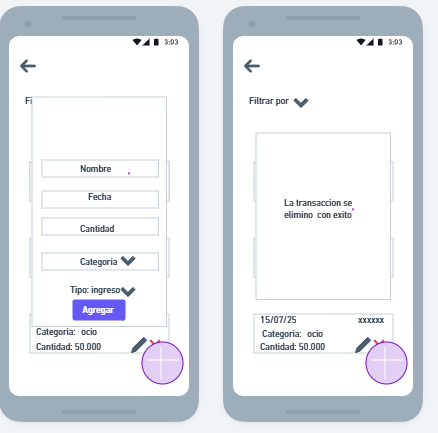 3:03
Fi
Nombre
Fecha
Cantidad
Categoria
Tipo: ingreso
Agregar
Categoria: ocio
Cantidad: 50.000
3:03
Filtrar por
La transaccion se
elimino con exito
15/07/25 xxxxxx
Categoria: ocio
Cantidad: 50.000